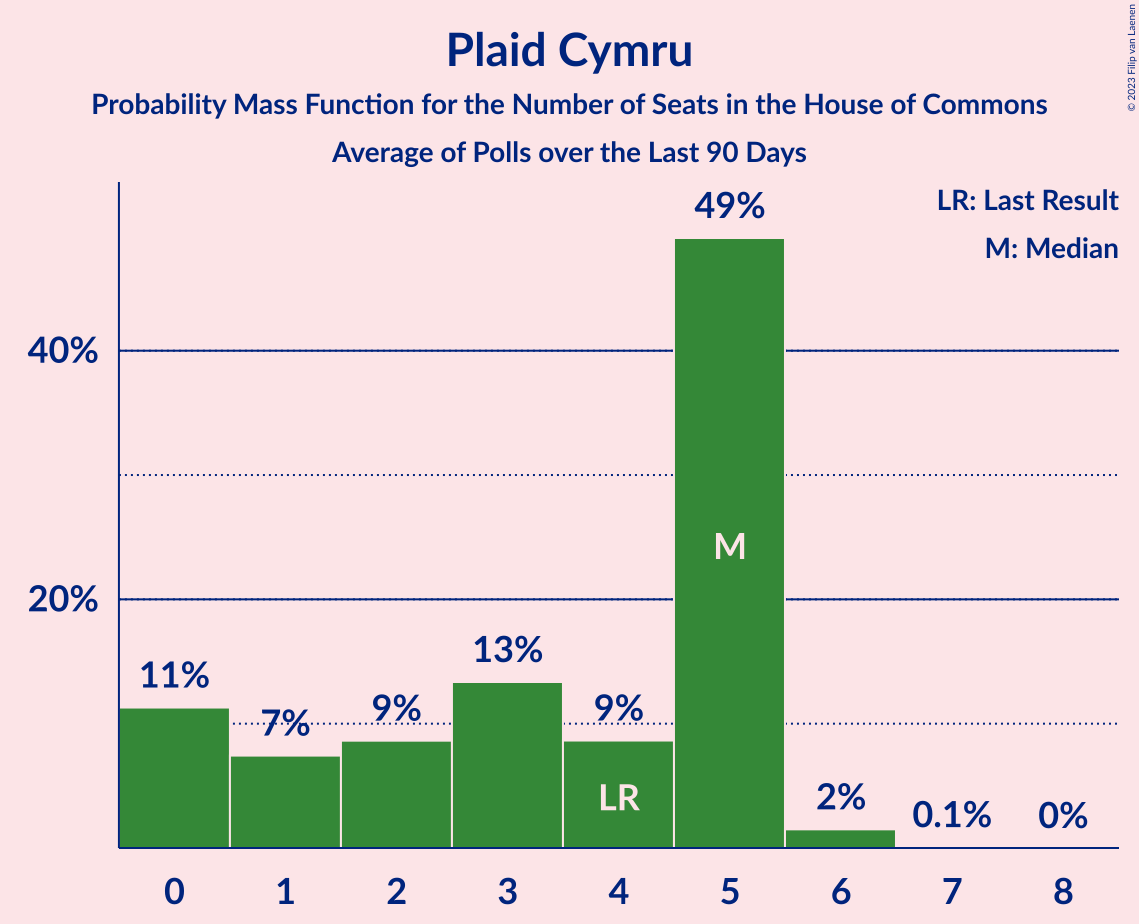 Plaid Cymru
Probability Mass Function for the Number of Seats in the House of Commons
Average of Polls over the Last 90 Days
© 2023 Filip van Laenen
LR: Last Result
M: Median
49%
40%
M
20%
13%
11%
9%
9%
7%
LR
2%
0.1%
0%
0 1 2 3 4 5 6 7 8